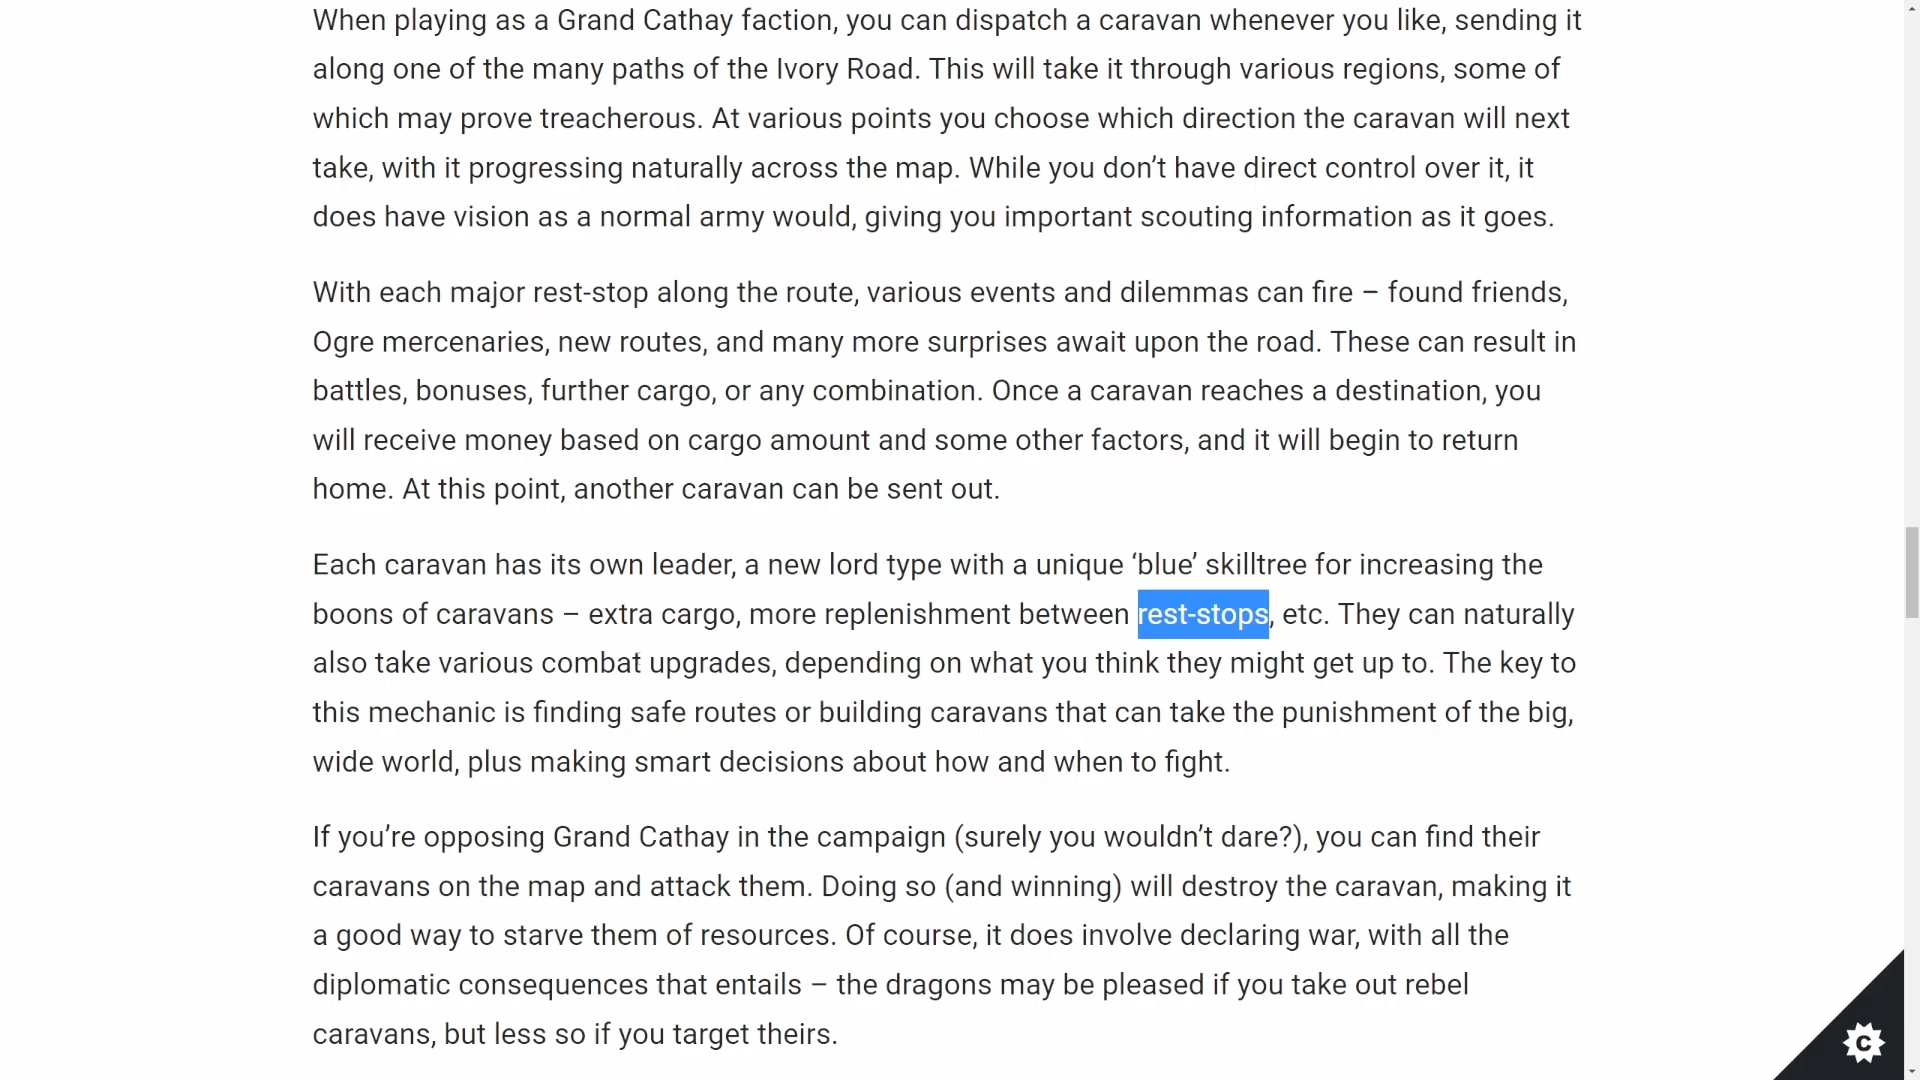 When playing as a Grand Cathay faction, you can dispatch a caravan whenever you like, sending it
along one of the many paths of the Ivory Road. This will take it through various regions, some of
which may prove treacherous. At various points you choose which direction the caravan will next
take, with it progressing naturally across the map. While you don’t have direct control over it, it
does have vision as a normal army would, giving you important scouting information as it goes.
With each major rest-stop along the route, various events and dilemmas can fire – found friends,
Ogre mercenaries, new routes, and many more surprises await upon the road. These can result in
battles, bonuses, further cargo, or any combination. Once a caravan reaches a destination, you
will receive money based on cargo amount and some other factors, and it will begin to return
home. At this point, another caravan can be sent out.
Each caravan has its own leader, a new lord type with a unique ‘blue’ skilltree for increasing the
boons of caravans – extra cargo, more replenishment between rest-stops, etc. They can naturally
also take various combat upgrades, depending on what you think they might get up to. The key to
this mechanic is finding safe routes or building caravans that can take the punishment of the big,
wide world, plus making smart decisions about how and when to fight.
If you’re opposing Grand Cathay in the campaign (surely you wouldn’t dare?), you can find their
caravans on the map and attack them. Doing so (and winning) will destroy the caravan, making it
a good way to starve them of resources. Of course, it does involve declaring war, with all the
diplomatic consequences that entails – the dragons may be pleased if you take out rebel
caravans, but less so if you target theirs.
C